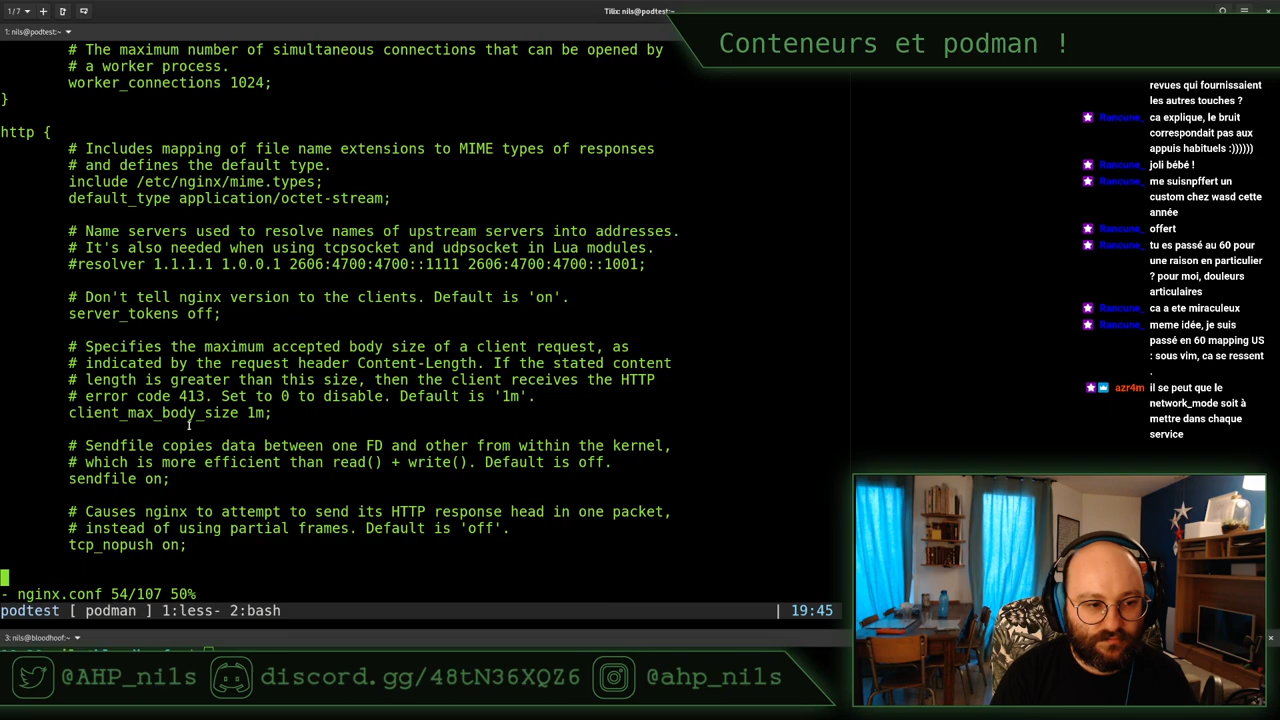 1/7
Tilix: nils@podtest:~
1: nils@podtest:~
# The maximum number of simultaneous connections that can be opened by
# a worker process.
worker_connections 1024;
}
http {
# Includes mapping of file name extensions to MIME types of responses
# and defines the default type.
include /etc/nginx/mime.types;
default_type application/octet-stream;
# Name servers used to resolve names of upstream servers into addresses.
# It's also needed when using tcpsocket and udpsocket in Lua modules.
#resolver 1.1.1.1 1.0.0.1 2606:4700:4700::1111 2606:4700:4700::1001;
# Don't tell nginx version to the clients. Default is 'on'.
server_tokens off;
# Specifies the maximum accepted body size of a client request, as
# indicated by the request header Content-Length. If the stated content
# length is greater than this size, then the client receives the HTTP
# error code 413. Set to 0 to disable. Default is '1m'.
client_max_body_size 1m;
# Sendfile copies data between one FD and other from within the kernel,
# which is more efficient than read() + write(). Default is off.
sendfile on;
# Causes nginx to attempt to send its HTTP response head in one packet,
# instead of using partial frames. Default is 'off'.
tcp_nopush on;
- nginx.conf 54/107 50%
podtest [ podman ] 1:less- 2:bash | 19:45
3: nils@bloodhoof:~
Conteneurs et podman !
revues qui fournissaient
les autres touches ?
Rancune_ ca explique, le bruit
correspondait pas aux
appuis habituels :))))))
Rancune_ joli bébé !
Rancune_ me suisnpffert un
custom chez wasd cette
année
Rancune_ offert
Rancune_ tu es passé au 60 pour
une raison en particulier
? pour moi, douleurs
articulaires
Rancune_ ca a ete miraculeux
Rancune_ meme idée, je suis
passé en 60 mapping US
: sous vim, ca se ressent
.
azr4m il se peut que le
network_mode soit à
mettre dans chaque
service
@AHP_nils discord.gg/48tN36XQZ6 @ahp_nils